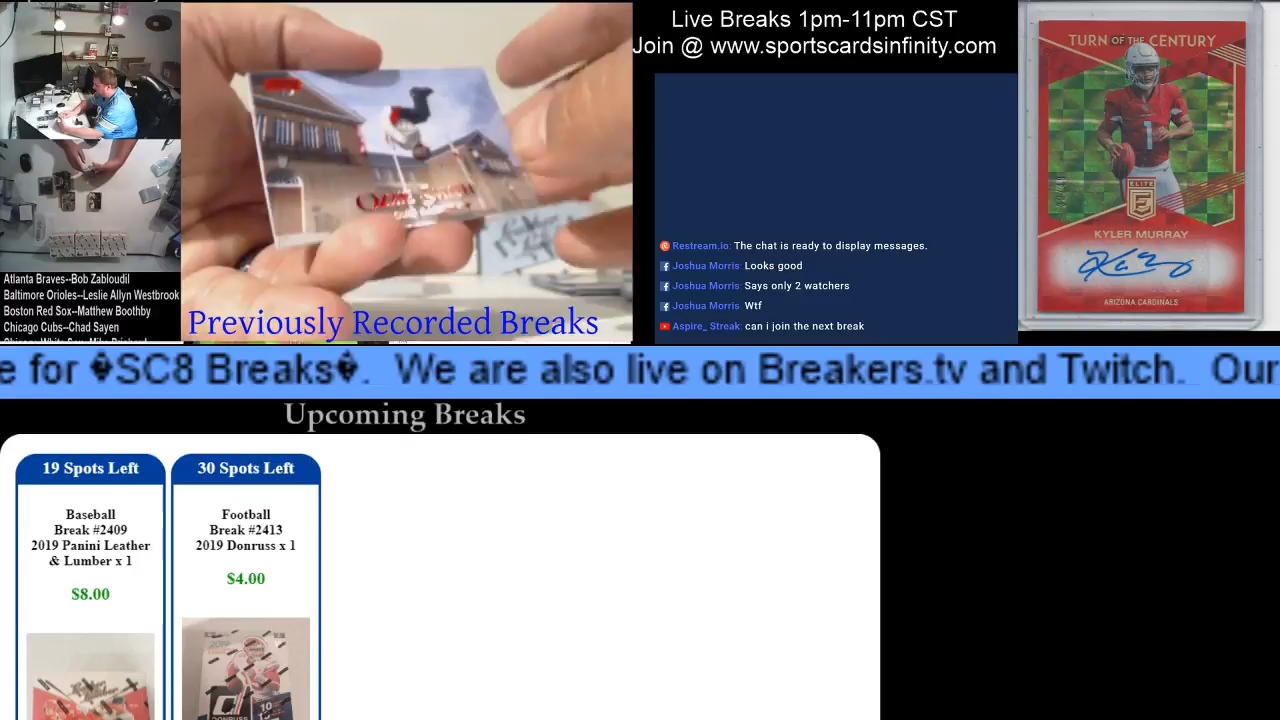 Live Breaks 1pm-11pm CST
Join @ www.sportscardsinfinity.com
TURN OF THE CENTURY
1
ELITE
KYLER MURRAY
ARIZONA CARDINALS
Restream.io: The chat is ready to display messages.
Joshua Morris: Looks good
Joshua Morris: Says only 2 watchers
Joshua Morris: Wtf
Aspire_ Streak: can i join the next break
Atlanta Braves--Bob Zabloudil
Baltimore Orioles--Leslie Allyn Westbrook
Boston Red Sox--Matthew Boothby
Chicago Cubs--Chad Sayen
Previously Recorded Breaks
e for �SC8 Breaks�. We are also live on Breakers.tv and Twitch. Our
Upcoming Breaks
19 Spots Left
Baseball
Break #2409
2019 Panini Leather
& Lumber x 1
$8.00
30 Spots Left
Football
Break #2413
2019 Donruss x 1
$4.00
DONRUSS